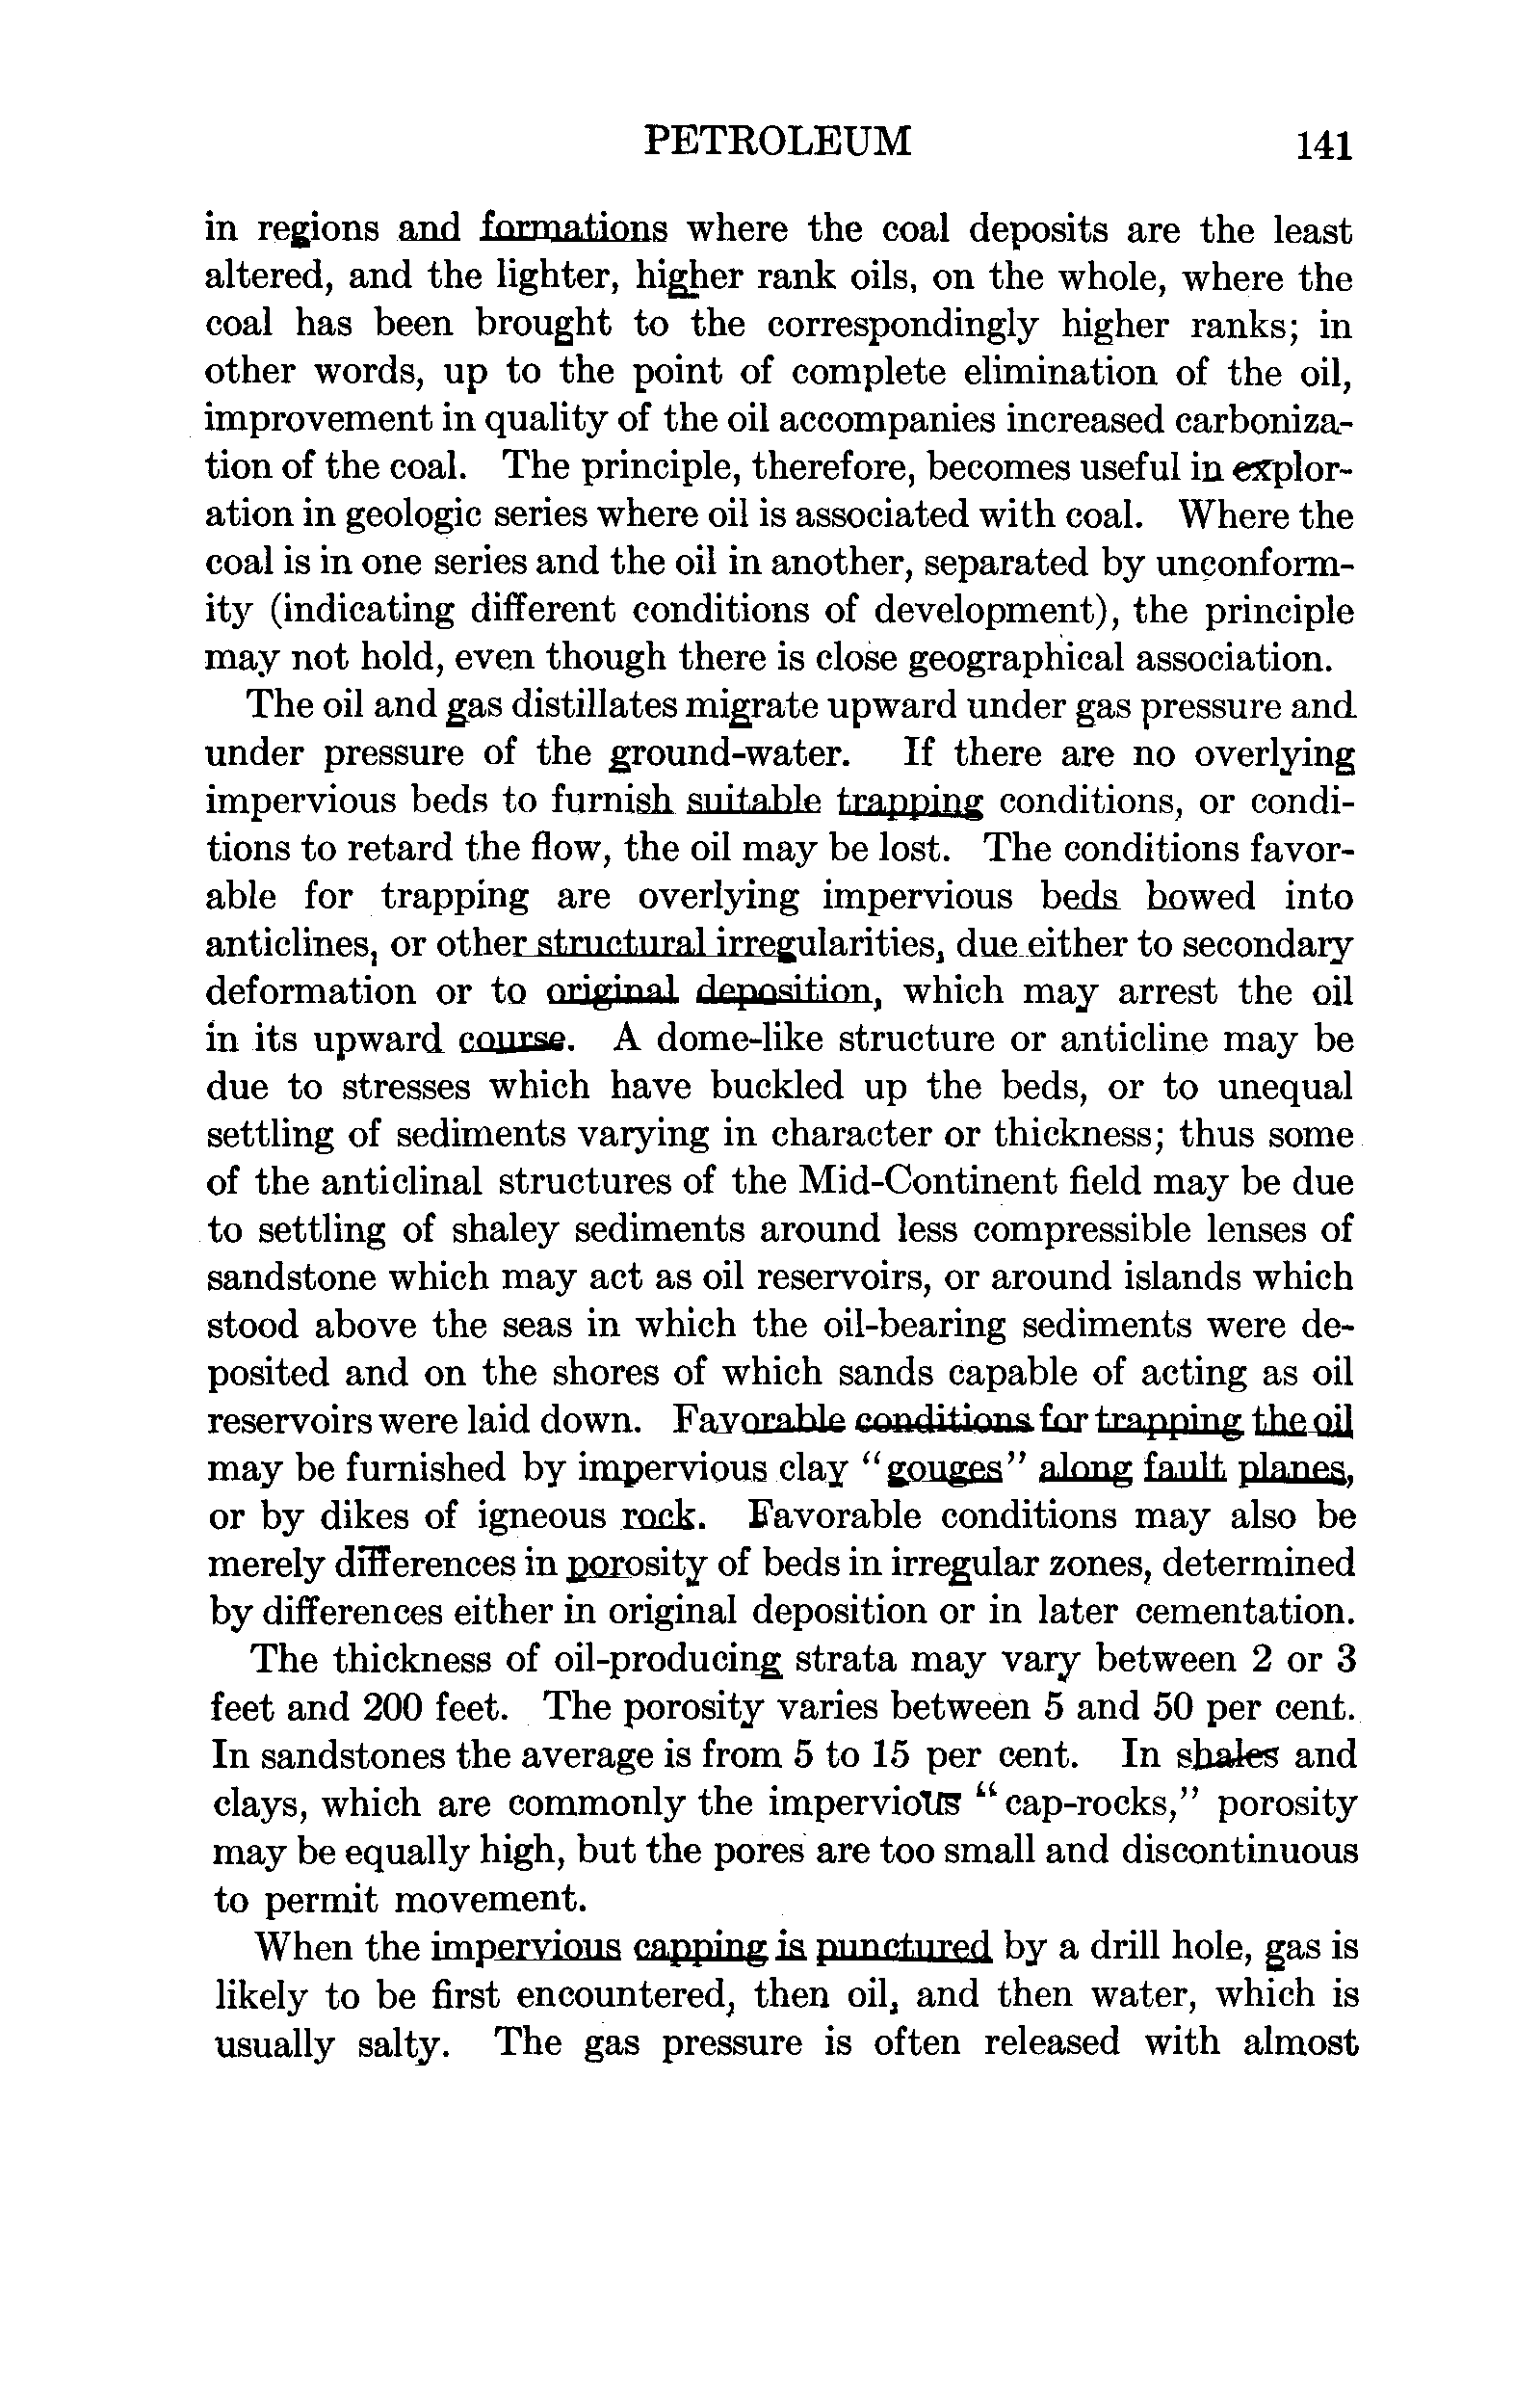 PETROLEUM 141
in regions and formations where the coal deposits are the least
altered, and the lighter, higher rank oils, on the whole, where the
coal has been brought to the correspondingly higher ranks; in
other words, up to the point of complete elimination of the oil,
improvement in quality of the oil accompanies increased carboniza-
tion of the coal. The principle, therefore, becomes useful in explor-
ation in geologic series where oil is associated with coal. Where the
coal is in one series and the oil in another, separated by unconform-
ity (indicating different conditions of development), the principle
may not hold, even though there is close geographical association.
The oil and gas distillates migrate upward under gas pressure and
under pressure of the ground-water. If there are no overlying
impervious beds to furnish suitable trapping conditions, or condi-
tions to retard the flow, the oil may be lost. The conditions favor-
able for trapping are overlying impervious beds bowed into
anticlines, or other structural irregularities, due either to secondary
deformation or to original deposition, which may arrest the oil
in its upward course. A dome-like structure or anticline may be
due to stresses which have buckled up the beds, or to unequal
settling of sediments varying in character or thickness; thus some
of the anticlinal structures of the Mid-Continent field may be due
to settling of shaley sediments around less compressible lenses of
sandstone which may act as oil reservoirs, or around islands which
stood above the seas in which the oil-bearing sediments were de-
posited and on the shores of which sands capable of acting as oil
reservoirs were laid down. Favorable conditions for trapping the oil
may be furnished by impervious clay "gouges" along fault planes,
or by dikes of igneous rock. Favorable conditions may also be
merely differences in porosity of beds in irregular zones, determined
by differences either in original deposition or in later cementation.
The thickness of oil-producing strata may vary between 2 or 3
feet and 200 feet. The porosity varies between 5 and 50 per cent.
In sandstones the average is from 5 to 15 per cent. In shales and
clays, which are commonly the impervious "cap-rocks," porosity
may be equally high, but the pores are too small and discontinuous
to permit movement.
When the impervious capping is punctured by a drill hole, gas is
likely to be first encountered, then oil, and then water, which is
usually salty. The gas pressure is often released with almost